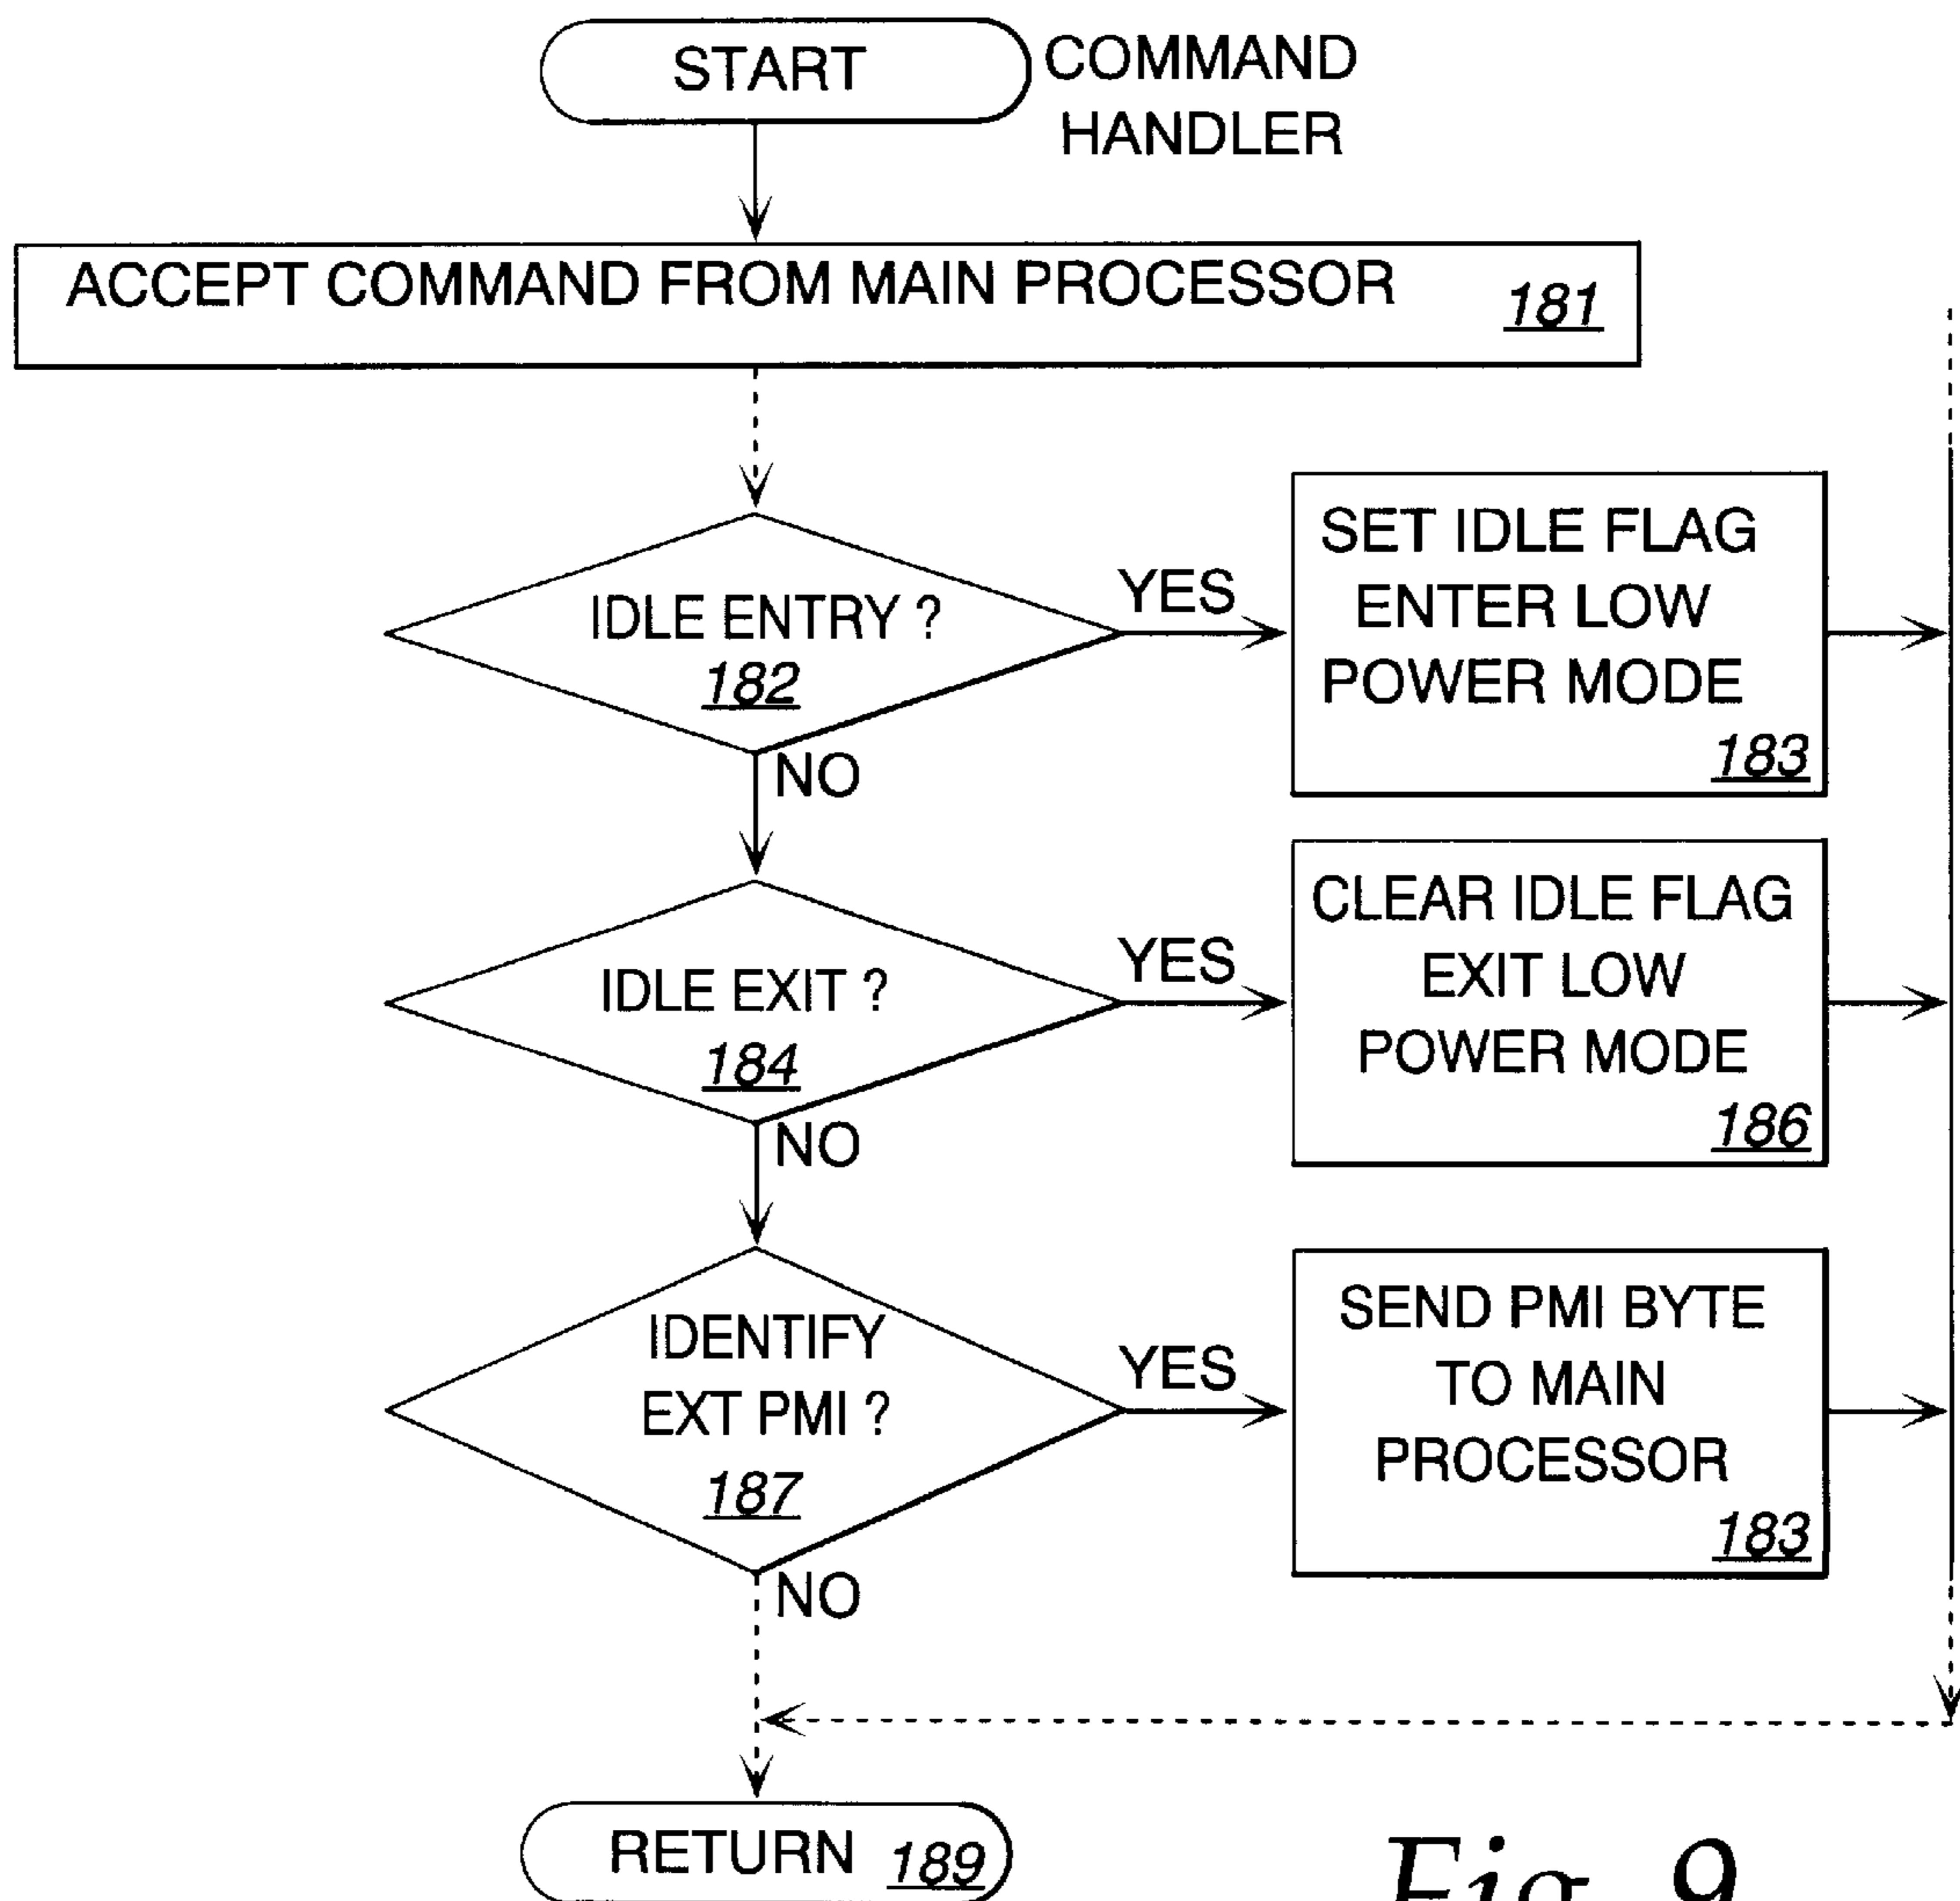 START
COMMAND
HANDLER
ACCEPT COMMAND FROM MAIN PROCESSOR
181
IDLE ENTRY ?
182
YES
NO
SET IDLE FLAG
ENTER LOW
POWER MODE
183
IDLE EXIT ?
184
YES
NO
CLEAR IDLE FLAG
EXIT LOW
POWER MODE
186
IDENTIFY
EXT PMI ?
187
YES
NO
SEND PMI BYTE
TO MAIN
PROCESSOR
183
RETURN 189
Fig. 9